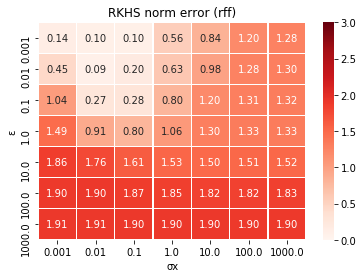 RKHS norm error (rff)
0.001 0.14 0.10 0.10 0.56 0.84 1.20 1.28
0.01 0.45 0.09 0.20 0.63 0.98 1.28 1.30
0.1 1.04 0.27 0.28 0.80 1.20 1.31 1.32
1.0 1.49 0.91 0.80 1.06 1.30 1.33 1.33
10.0 1.86 1.76 1.61 1.53 1.50 1.51 1.52
100.0 1.90 1.90 1.87 1.85 1.82 1.82 1.83
1000.0 1.91 1.91 1.90 1.90 1.90 1.90 1.90
0.001 0.01 0.1 1.0 10.0 100.0 1000.0
σx
ε
3.0
2.5
2.0
1.5
1.0
0.5
0.0